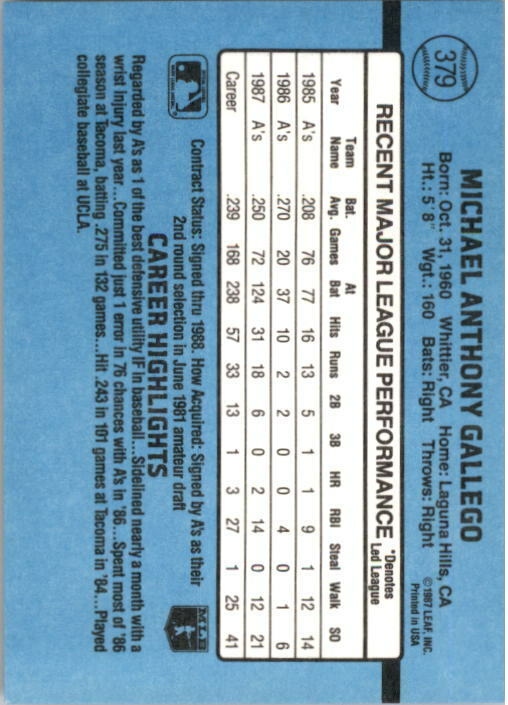 379
MICHAEL ANTHONY GALLEGO
Born: Oct. 31, 1960 Whittier, CA Home: Laguna Hills, CA
Ht.: 5' 8" Wgt.: 160 Bats: Right Throws: Right
©1987 LEAF, INC.
Printed in USA
RECENT MAJOR LEAGUE PERFORMANCE
*Denotes
Led League
Year Team Name Bat. Avg. Games At Bat Hits Runs 2B 3B HR RBI Steal Walk SO
1985 A's .208 76 77 16 13 5 1 1 9 1 12 14
1986 A's .270 20 37 10 2 2 0 0 4 0 1 6
1987 A's .250 72 124 31 18 6 0 2 14 0 12 21
Career .239 168 238 57 33 13 1 3 27 1 25 41
Contract Status: Signed thru 1988. How Acquired: Signed by A's as their
2nd round selection in June 1981 amateur draft
MLB
CAREER HIGHLIGHTS
Regarded by A's as 1 of the best defensive utility IF in baseball...Sidelined nearly a month with a
wrist injury last year...Committed just 1 error in 76 chances with A's in '86...Spent most of '86
season at Tacoma, batting .275 in 132 games...Hit .243 in 101 games at Tacoma in '84...Played
collegiate baseball at UCLA.